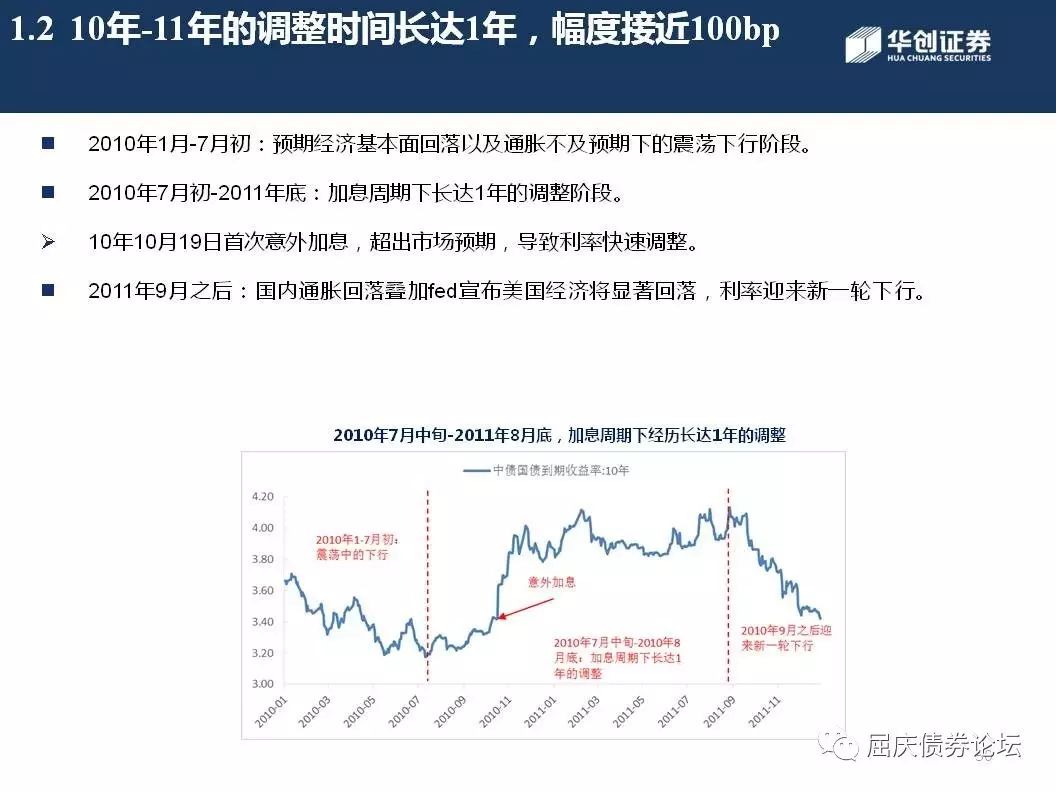 1.2 10年-11年的调整时间长达1年，幅度接近100bp
华创证券
HUA CHUANG SECURITIES
2010年1月-7月初：预期经济基本面回落以及通胀不及预期下的震荡下行阶段。
2010年7月初-2011年底：加息周期下长达1年的调整阶段。
10年10月19日首次意外加息，超出市场预期，导致利率快速调整。
2011年9月之后：国内通胀回落叠加fed宣布美国经济将显著回落，利率迎来新一轮下行。
2010年7月中旬-2011年8月底，加息周期下经历长达1年的调整
中债国债到期收益率:10年
4.20
4.00
3.80
3.60
3.40
3.20
3.00
2010年1-7月初：
震荡中的下行
意外加息
2010年7月中旬-2010年8
月底：加息周期下长达1
年的调整
2010年9月之后迎
来新一轮下行
2010-01
2010-03
2010-05
2010-07
2010-09
2010-11
2011-01
2011-03
2011-05
2011-07
2011-09
2011-11
屈庆债券论坛